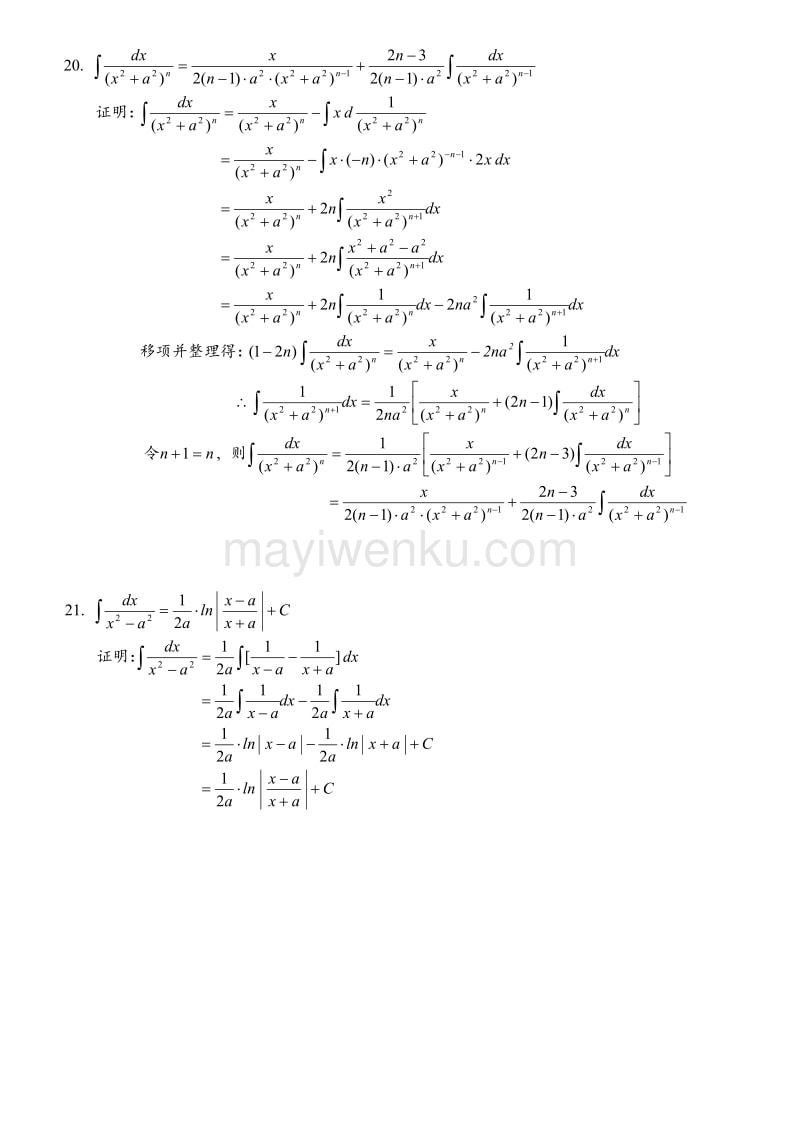 20. ∫ dx/(x²+a²)ⁿ = x/(2(n−1)·a²·(x²+a²)ⁿ⁻¹) + (2n−3)/(2(n−1)·a²) ∫ dx/(x²+a²)ⁿ⁻¹
证明: ∫ dx/(x²+a²)ⁿ = x/(x²+a²)ⁿ − ∫ x d 1/(x²+a²)ⁿ
= x/(x²+a²)ⁿ − ∫ x·(−n)·(x²+a²)⁻ⁿ⁻¹·2x dx
= x/(x²+a²)ⁿ + 2n∫ x²/(x²+a²)ⁿ⁺¹ dx
= x/(x²+a²)ⁿ + 2n∫ (x²+a²−a²)/(x²+a²)ⁿ⁺¹ dx
= x/(x²+a²)ⁿ + 2n∫ 1/(x²+a²)ⁿ dx − 2na² ∫ 1/(x²+a²)ⁿ⁺¹ dx
移项并整理得: (1−2n) ∫ dx/(x²+a²)ⁿ = x/(x²+a²)ⁿ − 2na² ∫ 1/(x²+a²)ⁿ⁺¹ dx
∴ ∫ 1/(x²+a²)ⁿ⁺¹ dx = 1/(2na²) [ x/(x²+a²)ⁿ + (2n−1)∫ dx/(x²+a²)ⁿ ]
令n+1=n, 则∫ dx/(x²+a²)ⁿ = 1/(2(n−1)·a²) [ x/(x²+a²)ⁿ⁻¹ + (2n−3)∫ dx/(x²+a²)ⁿ⁻¹ ]
= x/(2(n−1)·a²·(x²+a²)ⁿ⁻¹) + (2n−3)/(2(n−1)·a²) ∫ dx/(x²+a²)ⁿ⁻¹
mayiwenku.com
21. ∫ dx/(x²−a²) = 1/(2a) · ln|(x−a)/(x+a)| + C
证明: ∫ dx/(x²−a²) = 1/(2a) ∫[1/(x−a) − 1/(x+a)]dx
= 1/(2a) ∫ 1/(x−a) dx − 1/(2a) ∫ 1/(x+a) dx
= 1/(2a) · ln|x−a| − 1/(2a) · ln|x+a| + C
= 1/(2a) · ln|(x−a)/(x+a)| + C